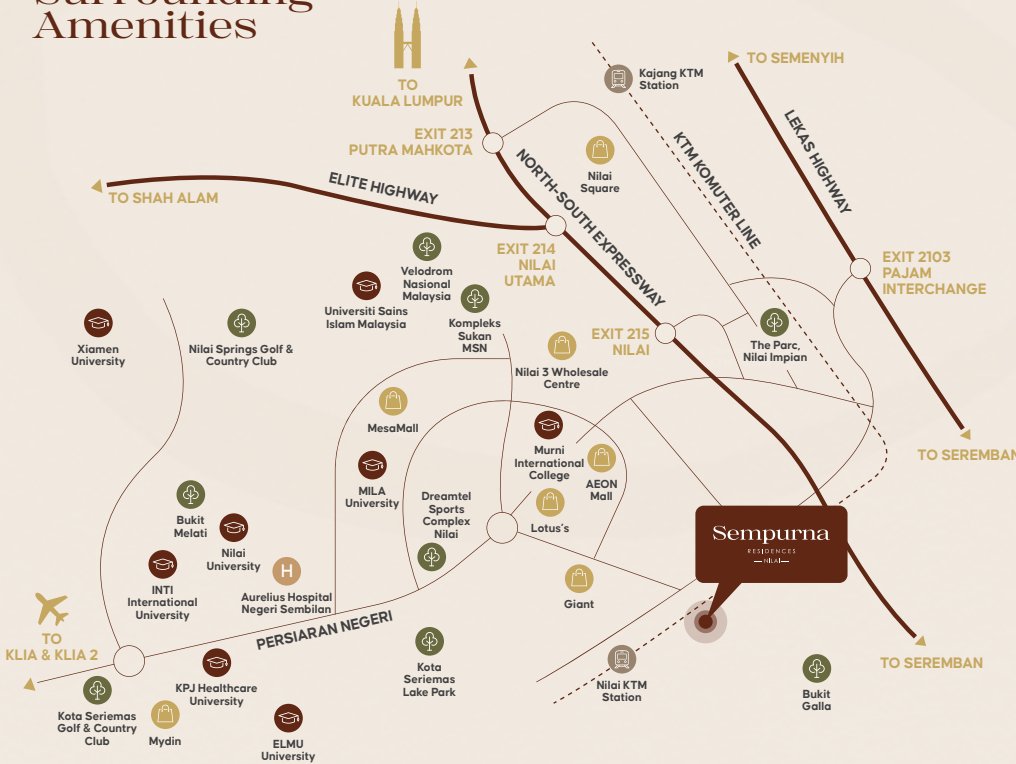 Surrounding
Amenities
TO
KUALA LUMPUR
Kajang KTM
Station
TO SEMENYIH
EXIT 213
PUTRA MAHKOTA
Nilai
Square
KTM KOMUTER LINE
LEKAS HIGHWAY
TO SHAH ALAM
ELITE HIGHWAY
NORTH-SOUTH EXPRESSWAY
EXIT 214
NILAI
UTAMA
EXIT 2103
PAJAM
INTERCHANGE
Velodrom
Nasional
Malaysia
Universiti Sains
Islam Malaysia
Kompleks
Sukan
MSN
Xiamen
University
Nilai Springs Golf &
Country Club
EXIT 215
NILAI
The Parc,
Nilai Impian
Nilai 3 Wholesale
Centre
MesaMall
Murni
International
College
AEON
Mall
TO SEREMBAN
MILA
University
Dreamtel
Sports
Complex
Nilai
Lotus's
Bukit
Melati
Nilai
University
Sempurna
RESIDENCES
NILAI
INTI
International
University
Aurelius Hospital
Negeri Sembilan
H
Giant
PERSIARAN NEGERI
TO
KLIA & KLIA 2
Kota
Seriemas
Lake Park
TO SEREMBAN
KPJ Healthcare
University
Nilai KTM
Station
Bukit
Galla
Kota Seriemas
Golf & Country
Club
Mydin
ELMU
University